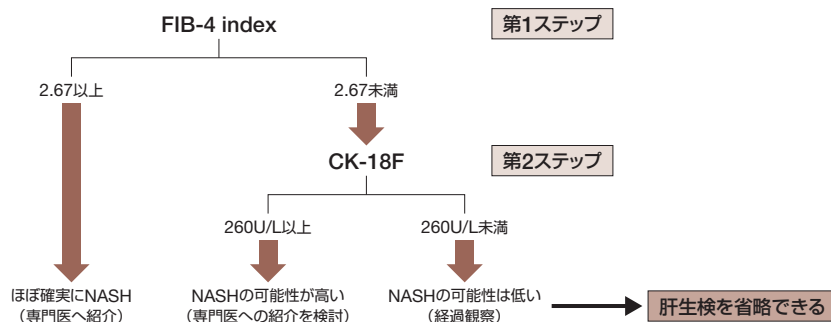 FIB-4 index
第1ステップ
2.67以上
2.67未満
CK-18F
第2ステップ
260U/L以上
260U/L未満
ほぼ確実にNASH
（専門医へ紹介）
NASHの可能性が高い
（専門医への紹介を検討）
NASHの可能性は低い
（経過観察）
肝生検を省略できる